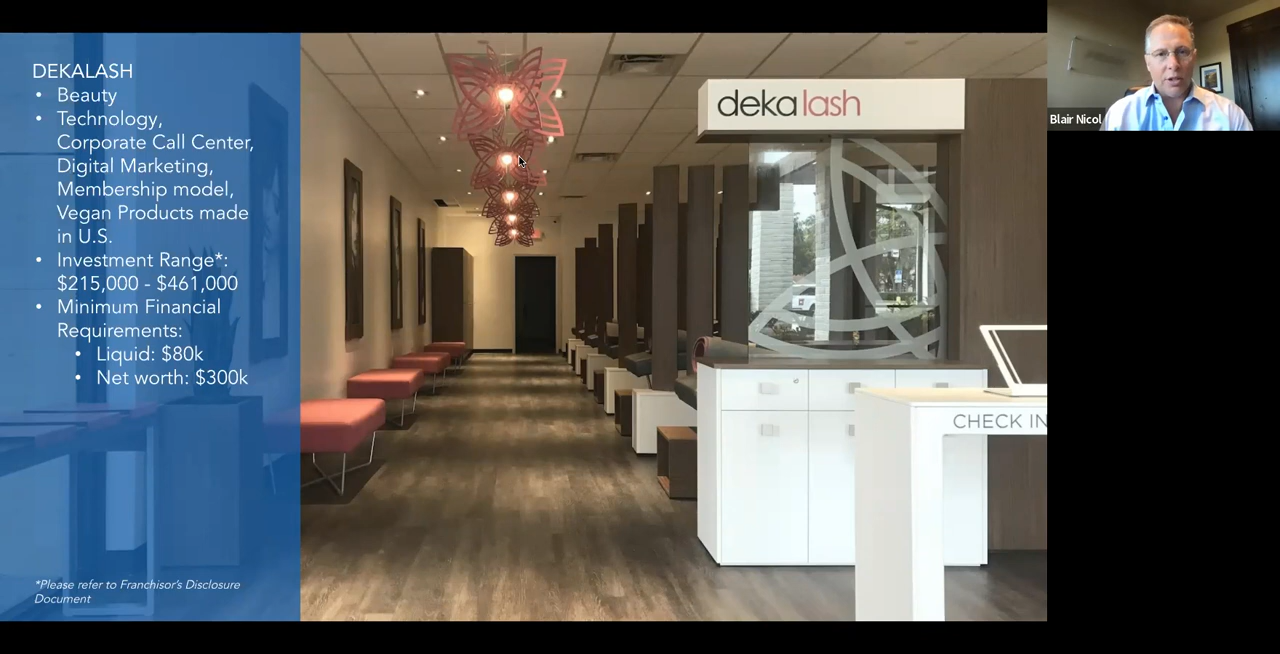 DEKALASH
• Beauty
• Technology,
Corporate Call Center,
Digital Marketing,
Membership model,
Vegan Products made
in U.S.
• Investment Range*:
$215,000 - $461,000
• Minimum Financial
Requirements:
• Liquid: $80k
• Net worth: $300k
*Please refer to Franchisor's Disclosure
Document
deka lash
CHECK IN
Blair Nicol